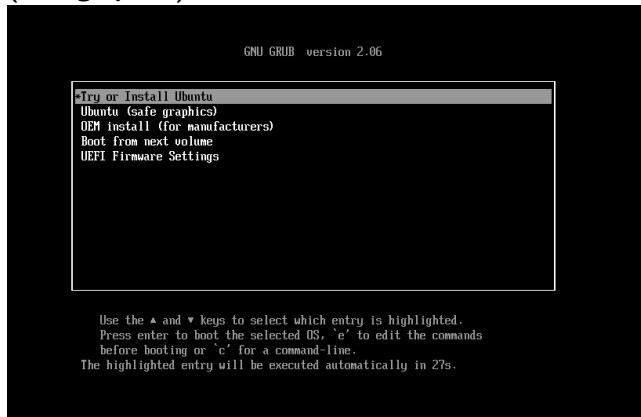 GNU GRUB version 2.06
*Try or Install Ubuntu
Ubuntu (safe graphics)
OEM install (for manufacturers)
Boot from next volume
UEFI Firmware Settings
Use the ▲ and ▼ keys to select which entry is highlighted.
Press enter to boot the selected OS, `e' to edit the commands
before booting or `c' for a command-line.
The highlighted entry will be executed automatically in 27s.